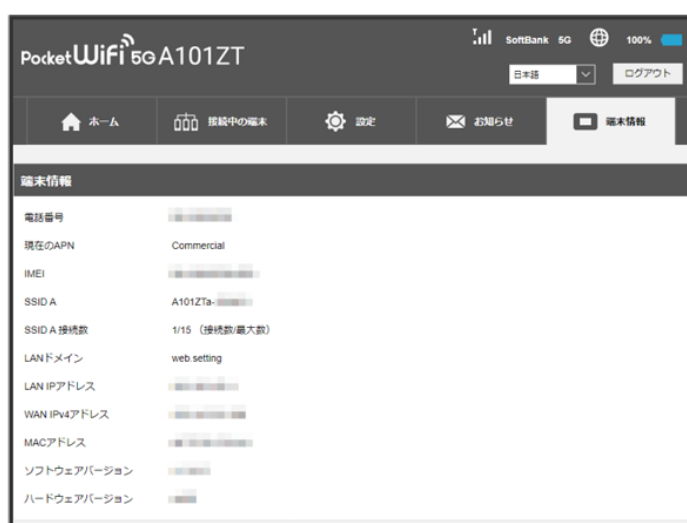 SoftBank 5G 100%
Pocket WiFi 5G A101ZT
日本語 ログアウト
ホーム 接続中の端末 設定 お知らせ 端末情報
端末情報
電話番号
現在のAPN Commercial
IMEI
SSID A A101ZTa-
SSID A 接続数 1/15 （接続数/最大数）
LANドメイン web.setting
LAN IPアドレス
WAN IPv4アドレス
MACアドレス
ソフトウェアバージョン
ハードウェアバージョン